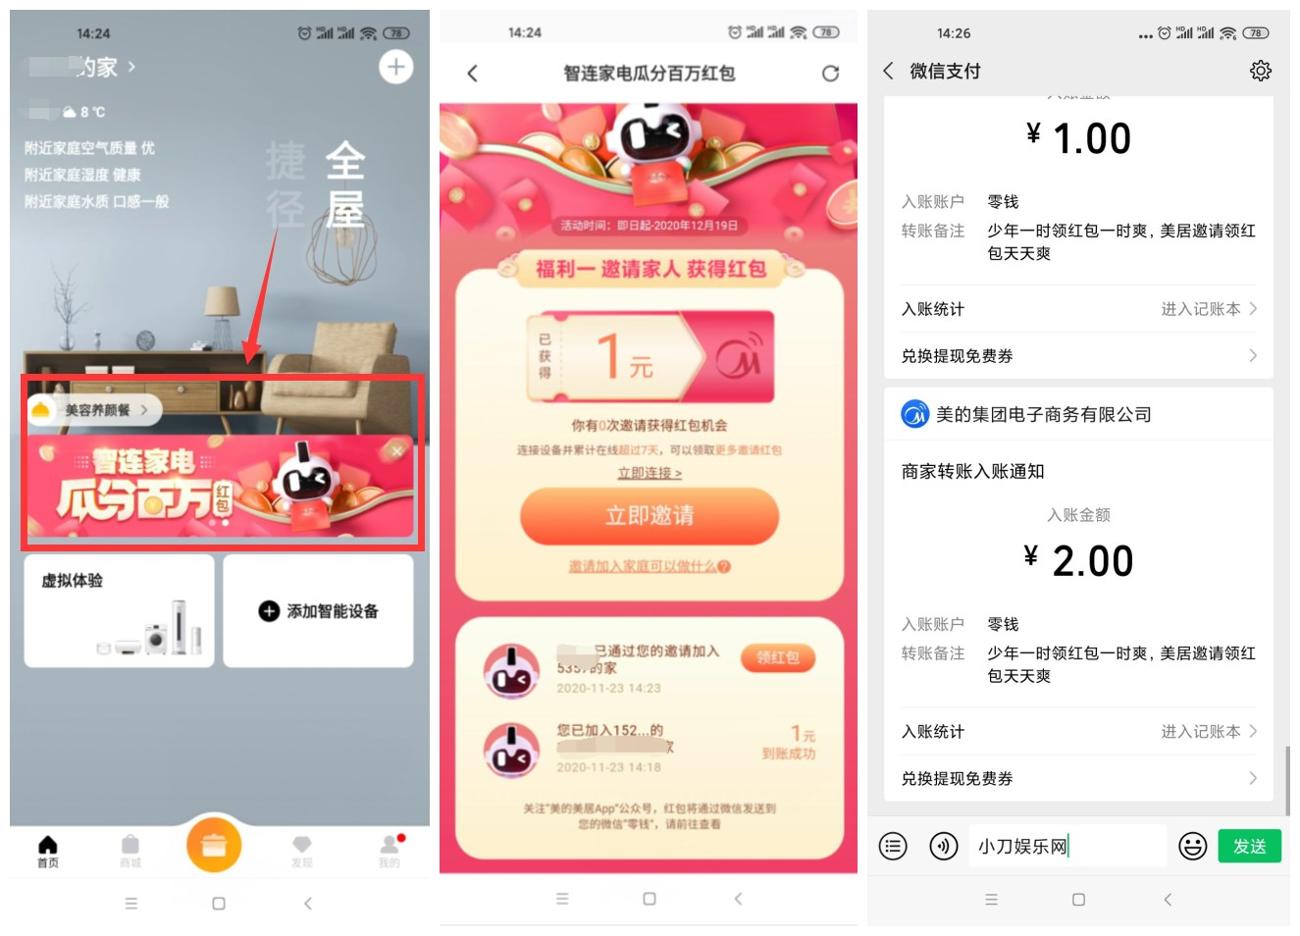 14:24
78
的家 >
8℃
附近家庭空气质量 优
附近家庭湿度 健康
附近家庭水质 口感一般
捷径
全屋
美容养颜餐 >
智连家电
瓜分百万红包
虚拟体验
添加智能设备
首页
商城
发现
我的
14:24
78
智连家电瓜分百万红包
活动时间：即日起-2020年12月19日
福利一 邀请家人 获得红包
已获得
1元
你有0次邀请获得红包机会
连接设备并累计在线超过7天，可以领取更多邀请红包
立即连接 >
立即邀请
邀请加入家庭可以做什么?
已通过您的邀请加入
5357的家
2020-11-23 14:23
领红包
您已加入152...的
2020-11-23 14:18
1元
到账成功
关注"美的美居App"公众号，红包将通过微信发送到
您的微信"零钱"，请前往查看
14:26
78
微信支付
入账金额
¥ 1.00
入账账户 零钱
转账备注 少年一时领红包一时爽，美居邀请领红
包天天爽
入账统计 进入记账本 >
兑换提现免费券 >
美的集团电子商务有限公司
商家转账入账通知
入账金额
¥ 2.00
入账账户 零钱
转账备注 少年一时领红包一时爽，美居邀请领红
包天天爽
入账统计 进入记账本 >
兑换提现免费券 >
小刀娱乐网
发送